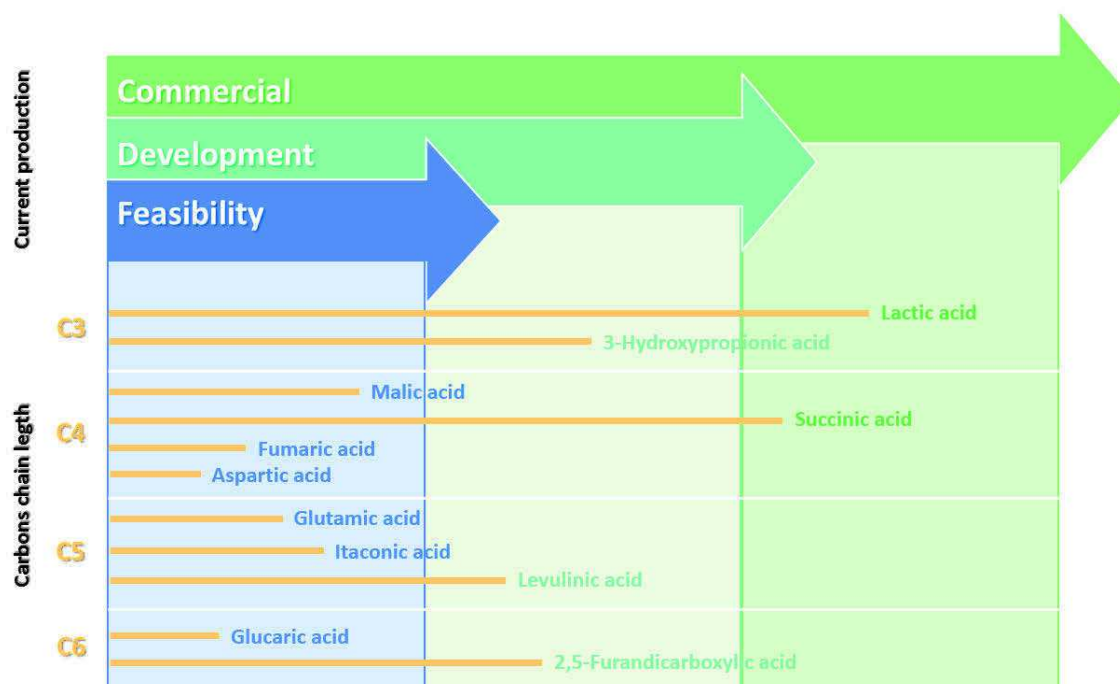 Current production
Commercial
Development
Feasibility
Carbons chain legth
C3
Lactic acid
3-Hydroxypropionic acid
C4
Malic acid
Succinic acid
Fumaric acid
Aspartic acid
C5
Glutamic acid
Itaconic acid
Levulinic acid
C6
Glucaric acid
2,5-Furandicarboxylic acid